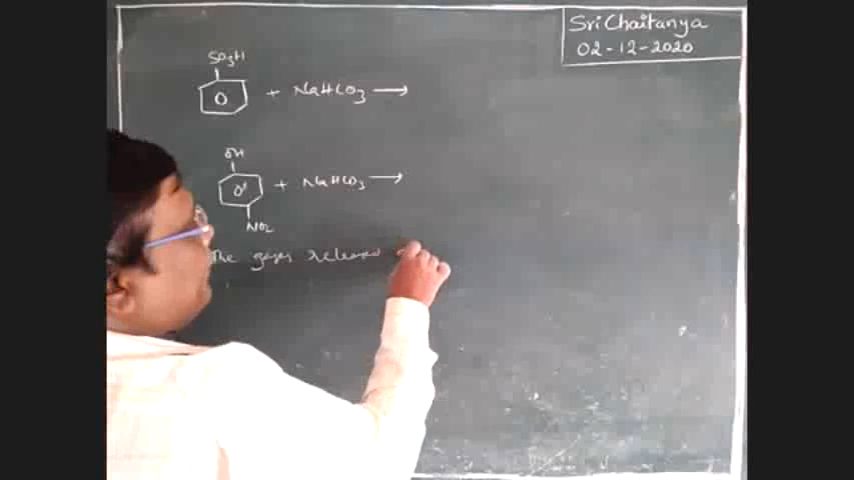 Sri Chaitanya
02-12-2020
SO3H
+ NaHCO3 →
OH
+ NaHCO3 →
NO2
The gases released